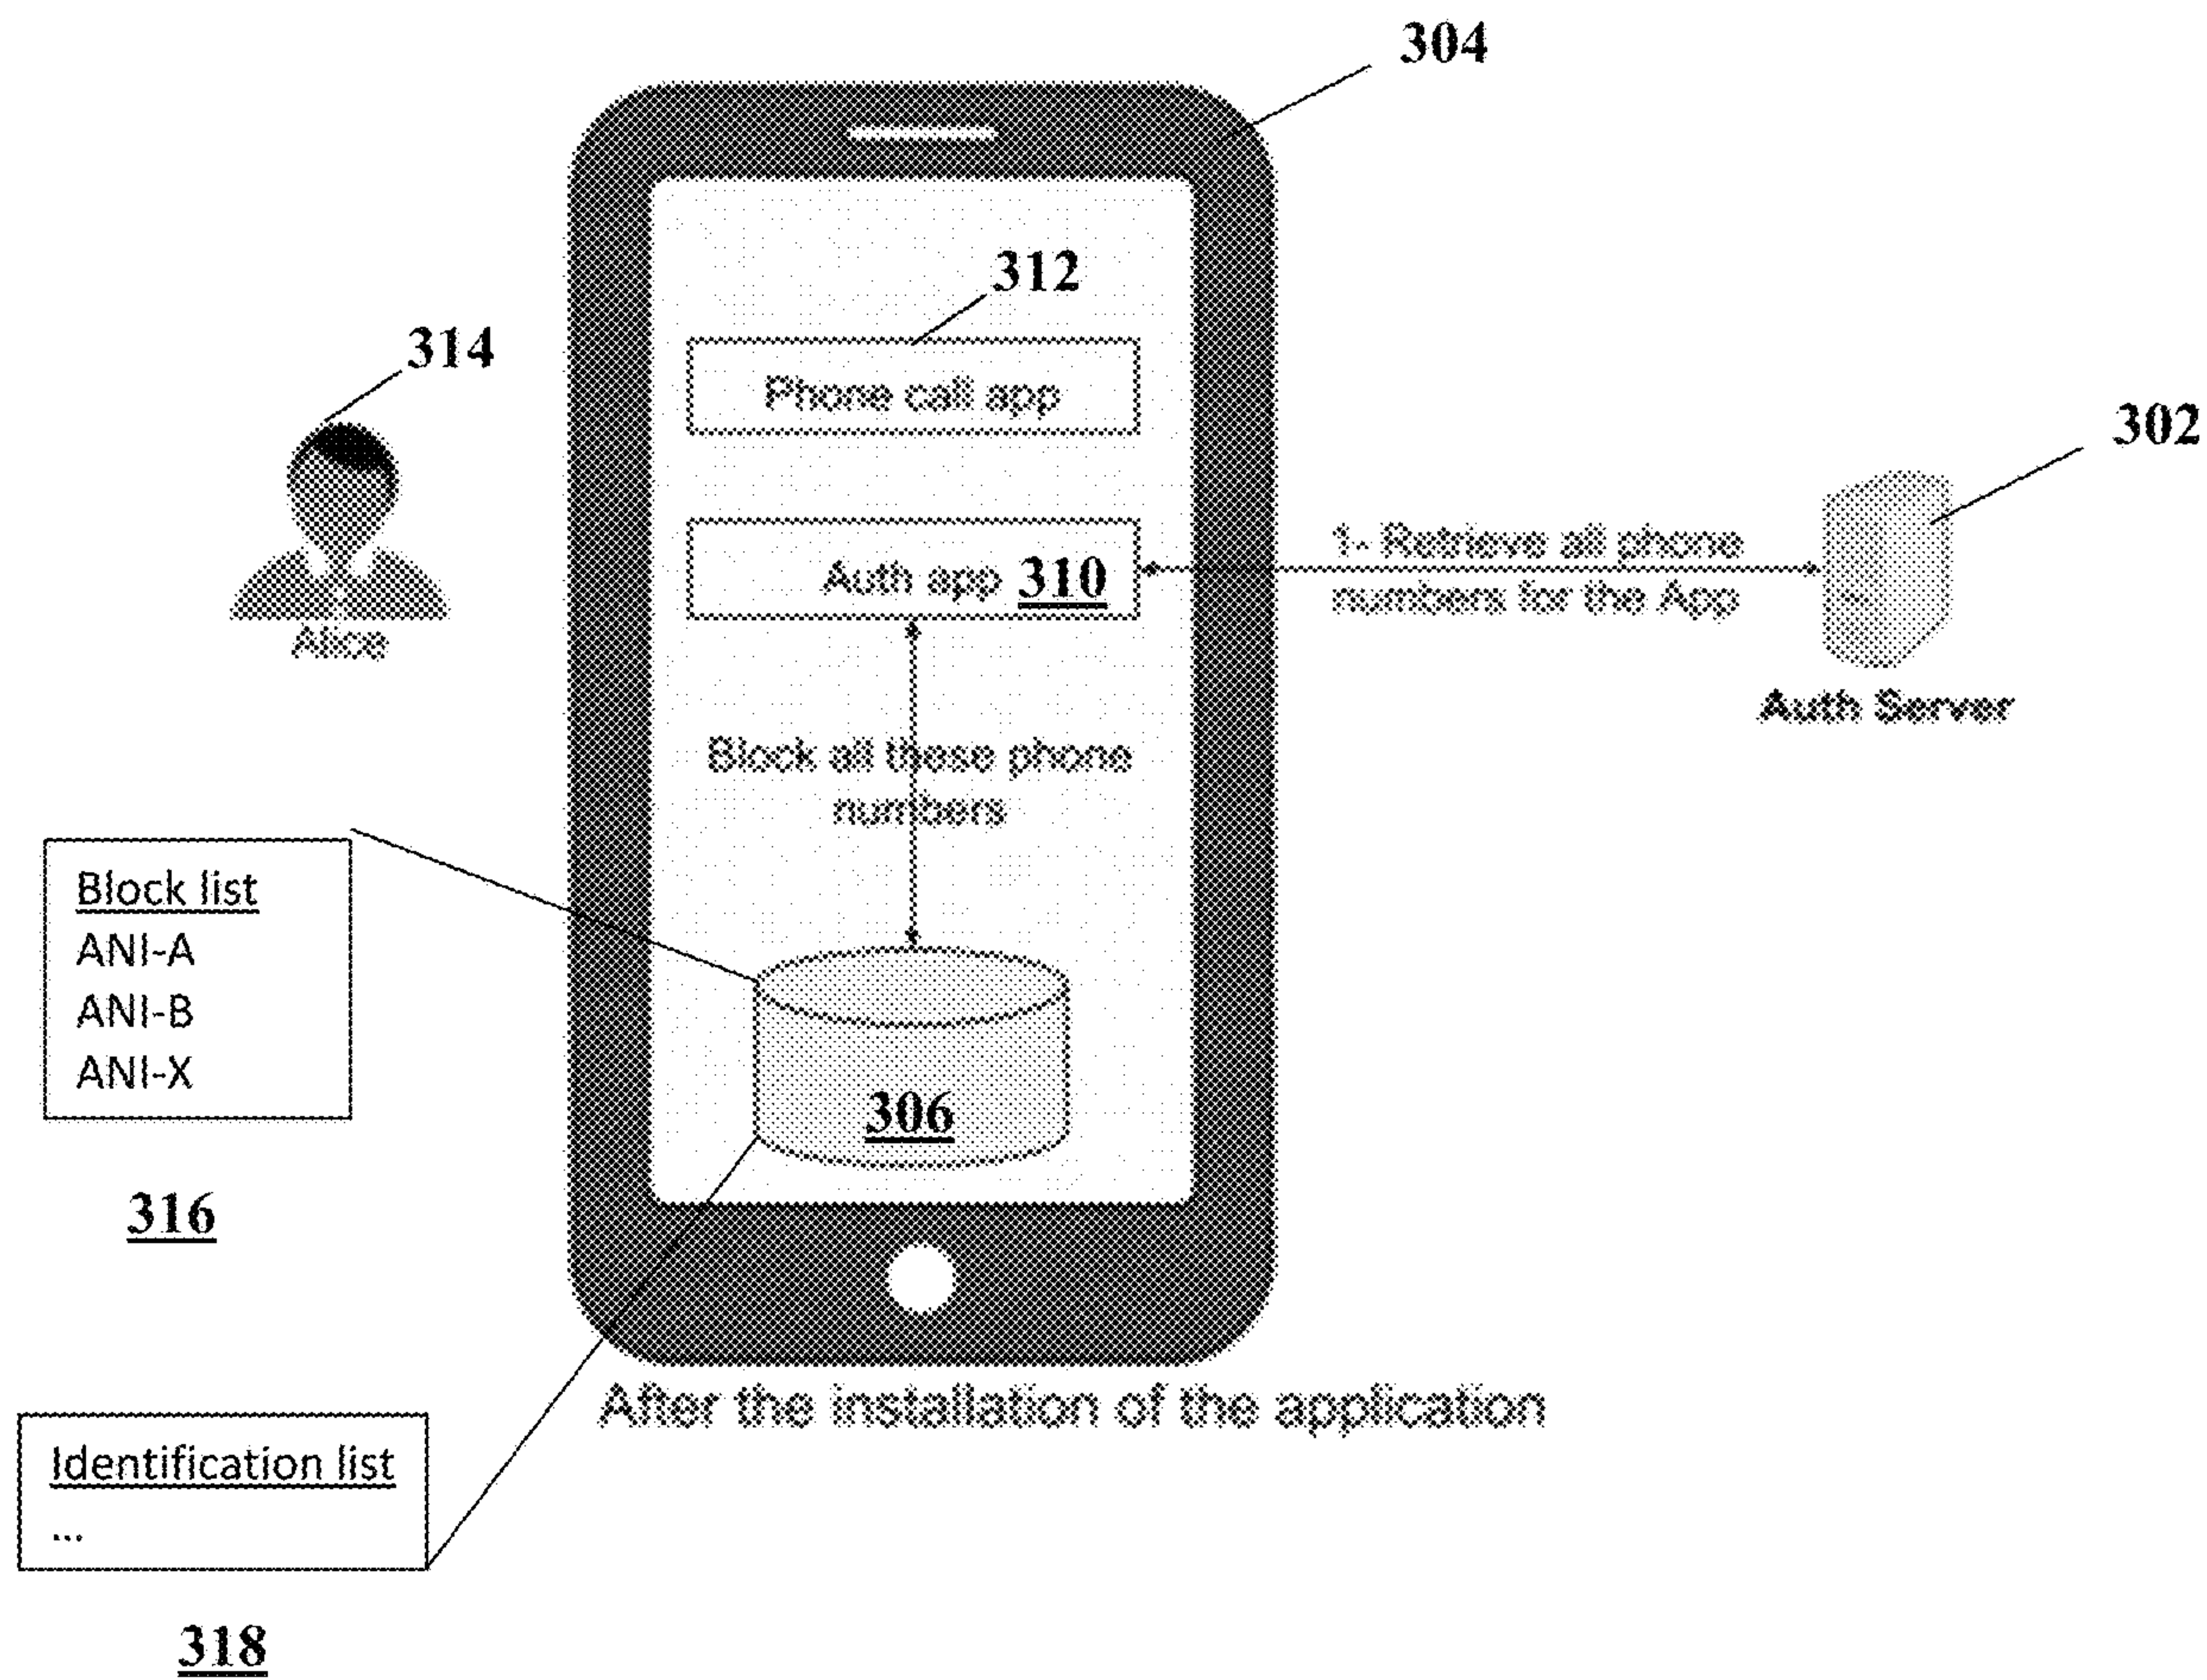 304
312
314
Phone call app
302
1- Retrieve all phone
numbers for the App
Auth app 310
Alice
Auth Server
Block all these phone
numbers
Block list
ANI-A
ANI-B
ANI-X
306
316
After the installation of the application
Identification list
...
318